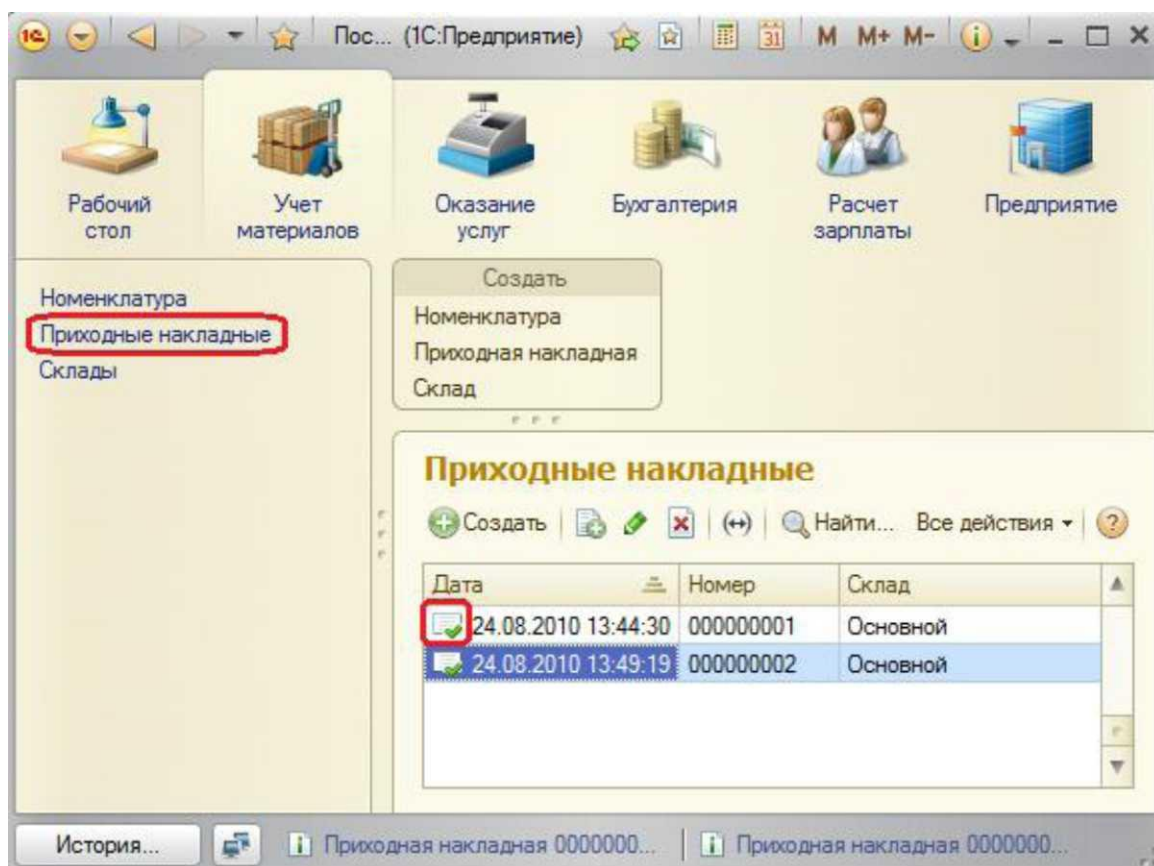 1С Пос... (1С:Предприятие) 31 M M+ M-
Рабочий стол
Учет материалов
Оказание услуг
Бухгалтерия
Расчет зарплаты
Предприятие
Номенклатура
Приходные накладные
Склады
Создать
Номенклатура
Приходная накладная
Склад
Приходные накладные
Создать Найти... Все действия ?
Дата Номер Склад
24.08.2010 13:44:30 000000001 Основной
24.08.2010 13:49:19 000000002 Основной
История... Приходная накладная 0000000... Приходная накладная 0000000...